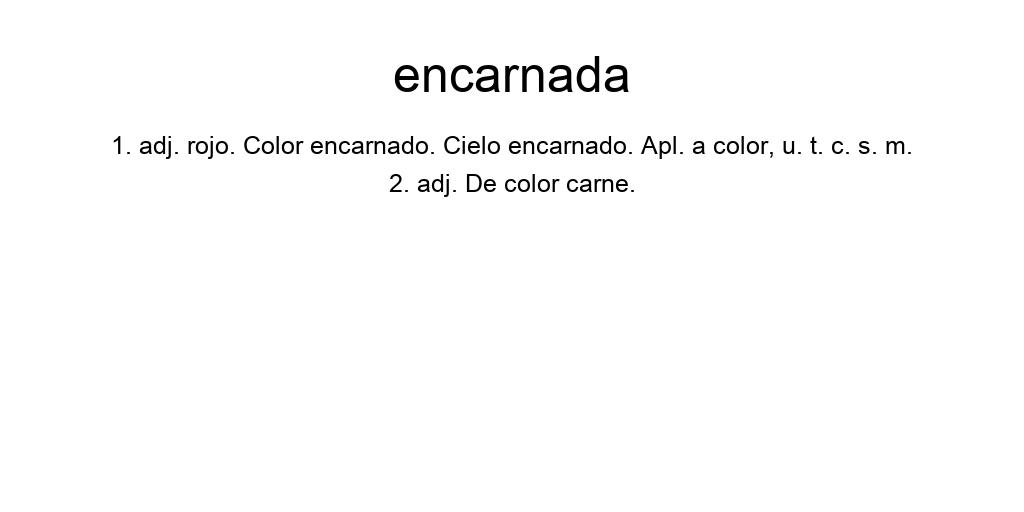 encarnada
1. adj. rojo. Color encarnado. Cielo encarnado. Apl. a color, u. t. c. s. m.
2. adj. De color carne.